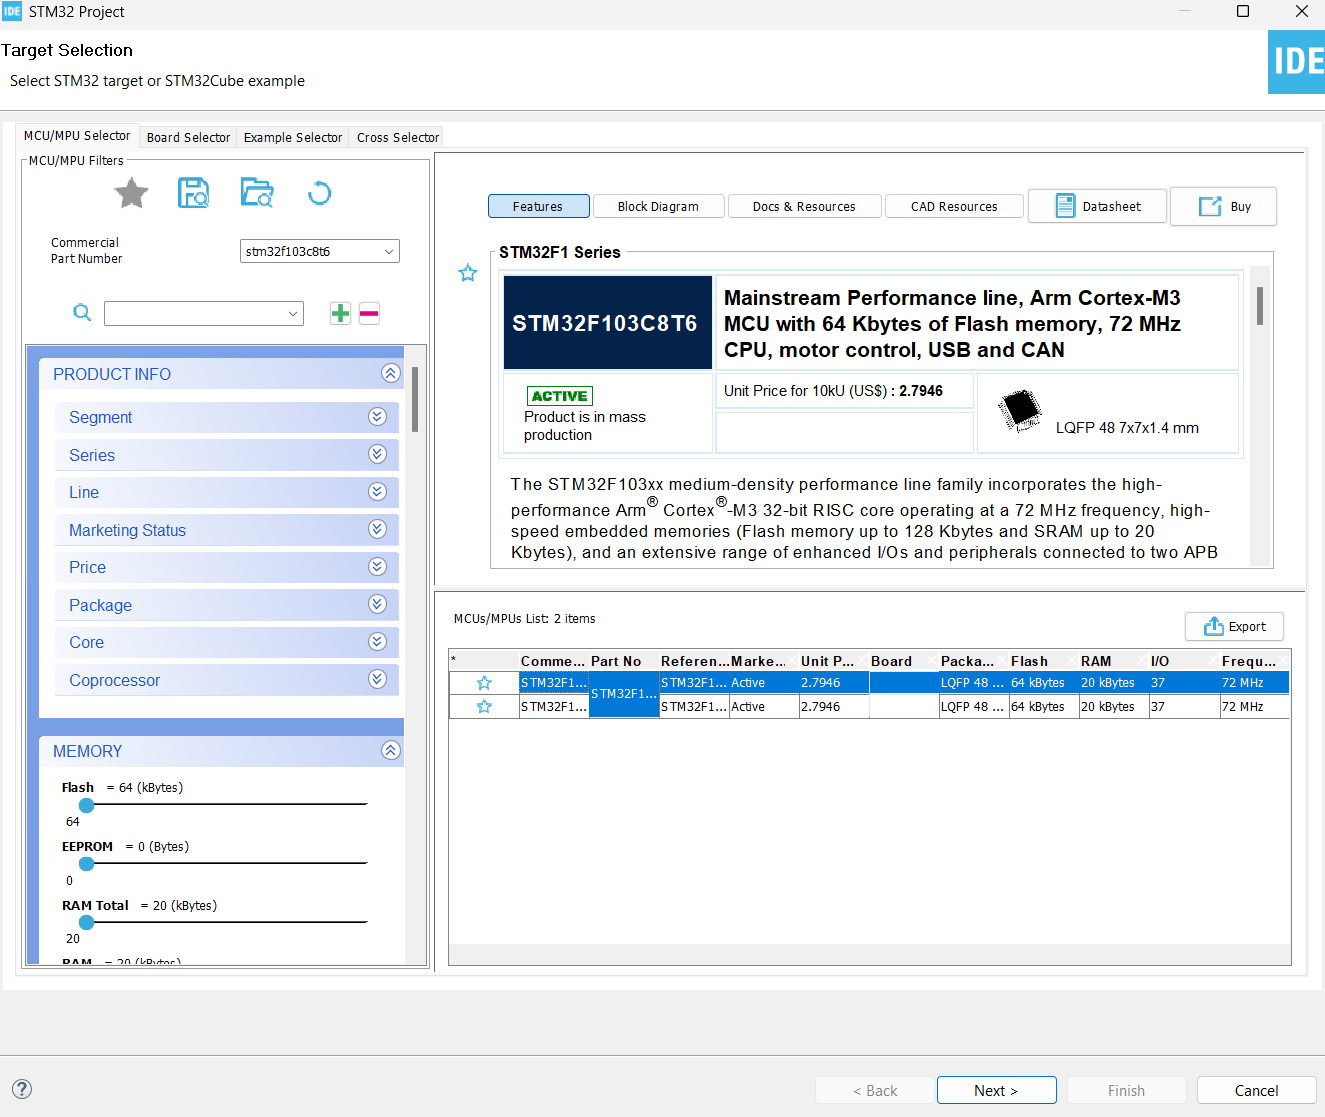 IDE STM32 Project
Target Selection
Select STM32 target or STM32Cube example
IDE
MCU/MPU Selector
Board Selector
Example Selector
Cross Selector
MCU/MPU Filters
Commercial
Part Number
stm32f103c8t6
PRODUCT INFO
Segment
Series
Line
Marketing Status
Price
Package
Core
Coprocessor
MEMORY
Flash = 64 (kBytes)
64
EEPROM = 0 (Bytes)
0
RAM Total = 20 (kBytes)
20
RAM = 20 (kBytes)
Features
Block Diagram
Docs & Resources
CAD Resources
Datasheet
Buy
STM32F1 Series
STM32F103C8T6
Mainstream Performance line, Arm Cortex-M3
MCU with 64 Kbytes of Flash memory, 72 MHz
CPU, motor control, USB and CAN
ACTIVE
Product is in mass
production
Unit Price for 10kU (US$) : 2.7946
LQFP 48 7x7x1.4 mm
The STM32F103xx medium-density performance line family incorporates the high-
performance Arm® Cortex®-M3 32-bit RISC core operating at a 72 MHz frequency, high-
speed embedded memories (Flash memory up to 128 Kbytes and SRAM up to 20
Kbytes), and an extensive range of enhanced I/Os and peripherals connected to two APB
MCUs/MPUs List: 2 items
Export
* Comme... Part No Referen... Marke... Unit P... Board Packa... Flash RAM I/O Frequ...
STM32F1... STM32F1... STM32F1... Active 2.7946 LQFP 48 ... 64 kBytes 20 kBytes 37 72 MHz
STM32F1... STM32F1... Active 2.7946 LQFP 48 ... 64 kBytes 20 kBytes 37 72 MHz
?
< Back
Next >
Finish
Cancel